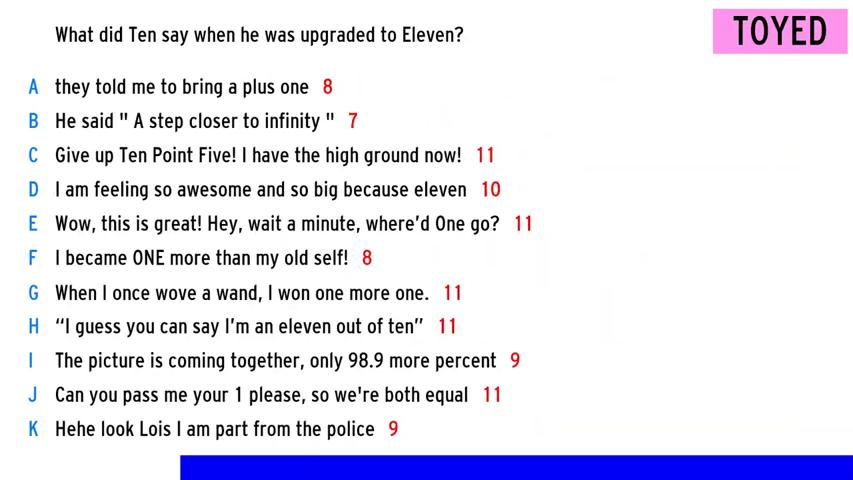 What did Ten say when he was upgraded to Eleven?
TOYED
A they told me to bring a plus one 8
B He said " A step closer to infinity " 7
C Give up Ten Point Five! I have the high ground now! 11
D I am feeling so awesome and so big because eleven 10
E Wow, this is great! Hey, wait a minute, where’d One go? 11
F I became ONE more than my old self! 8
G When I once wove a wand, I won one more one. 11
H “I guess you can say I’m an eleven out of ten” 11
I The picture is coming together, only 98.9 more percent 9
J Can you pass me your 1 please, so we're both equal 11
K Hehe look Lois I am part from the police 9